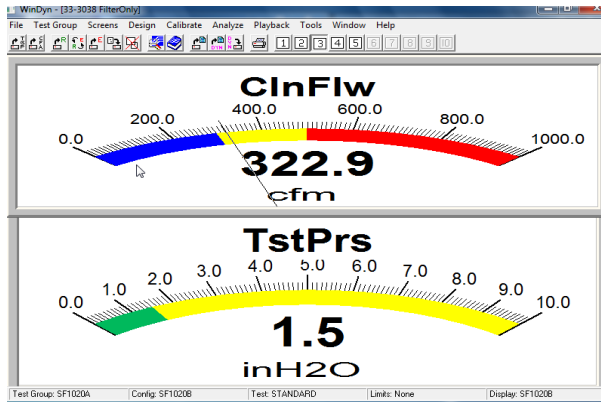 WinDyn - [33-3038 FilterOnly]
File Test Group Screens Design Calibrate Analyze Playback Tools Window Help
1 2 3 4 5 6 7 8 9 10
ClnFlw
0.0 200.0 400.0 600.0 800.0 1000.0
322.9
cfm
TstPrs
0.0 1.0 2.0 3.0 4.0 5.0 6.0 7.0 8.0 9.0 10.0
1.5
inH2O
Test Group: SF1020A Config: SF1020B Test: STANDARD Limits: None Display: SF1020B